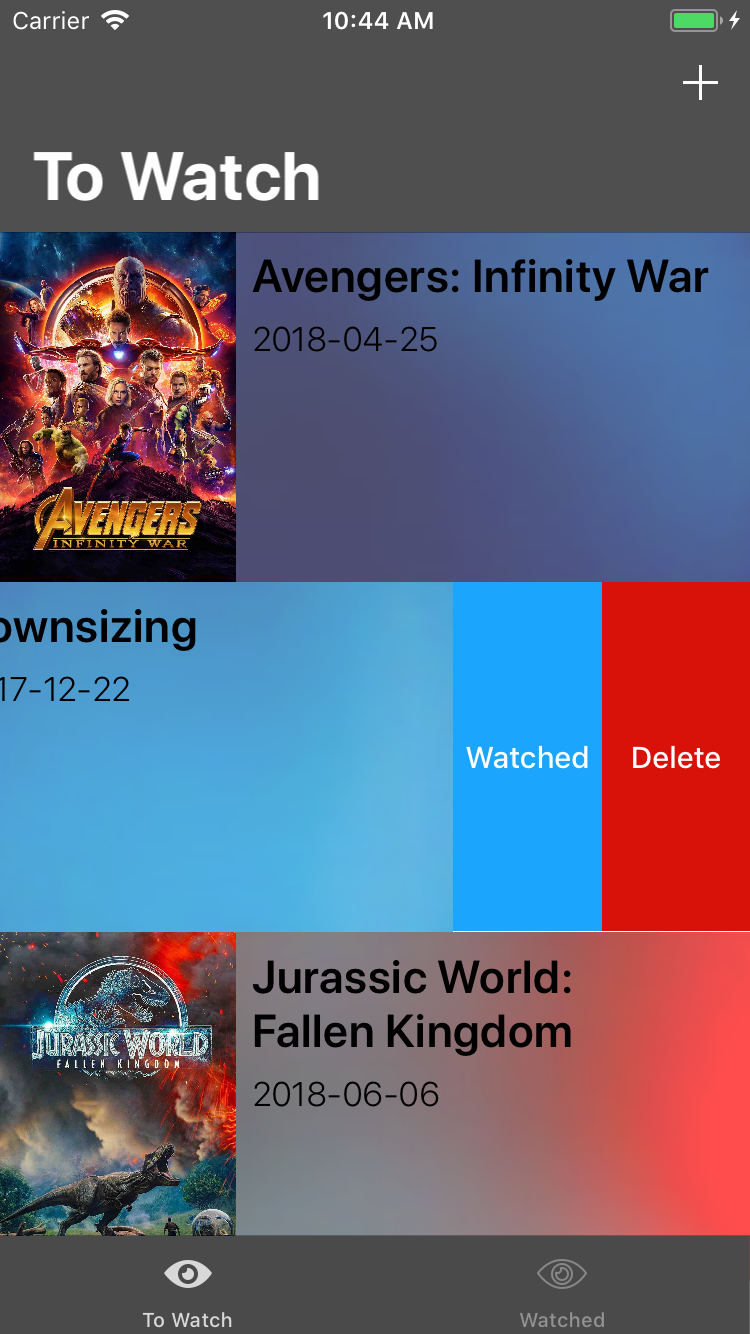 Carrier 10:44 AM
To Watch
Avengers: Infinity War
2018-04-25
AVENGERS
INFINITY WAR
ownsizing
17-12-22
Watched Delete
JURASSIC WORLD
FALLEN KINGDOM
Jurassic World:
Fallen Kingdom
2018-06-06
To Watch Watched